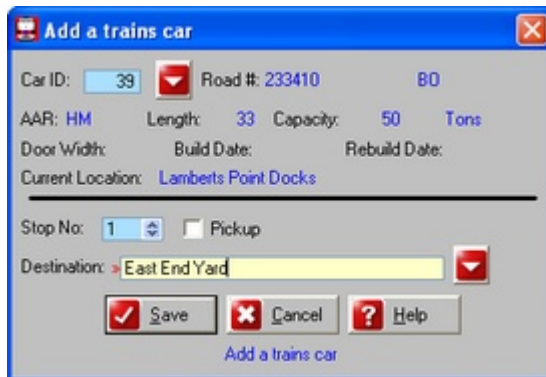 Add a trains car
Car ID: 39 Road #: 233410 BO
AAR: HM Length: 33 Capacity: 50 Tons
Door Width: Build Date: Rebuild Date:
Current Location: Lamberts Point Docks
Stop No: 1 Pickup
Destination: » East End Yard
Save Cancel Help
Add a trains car